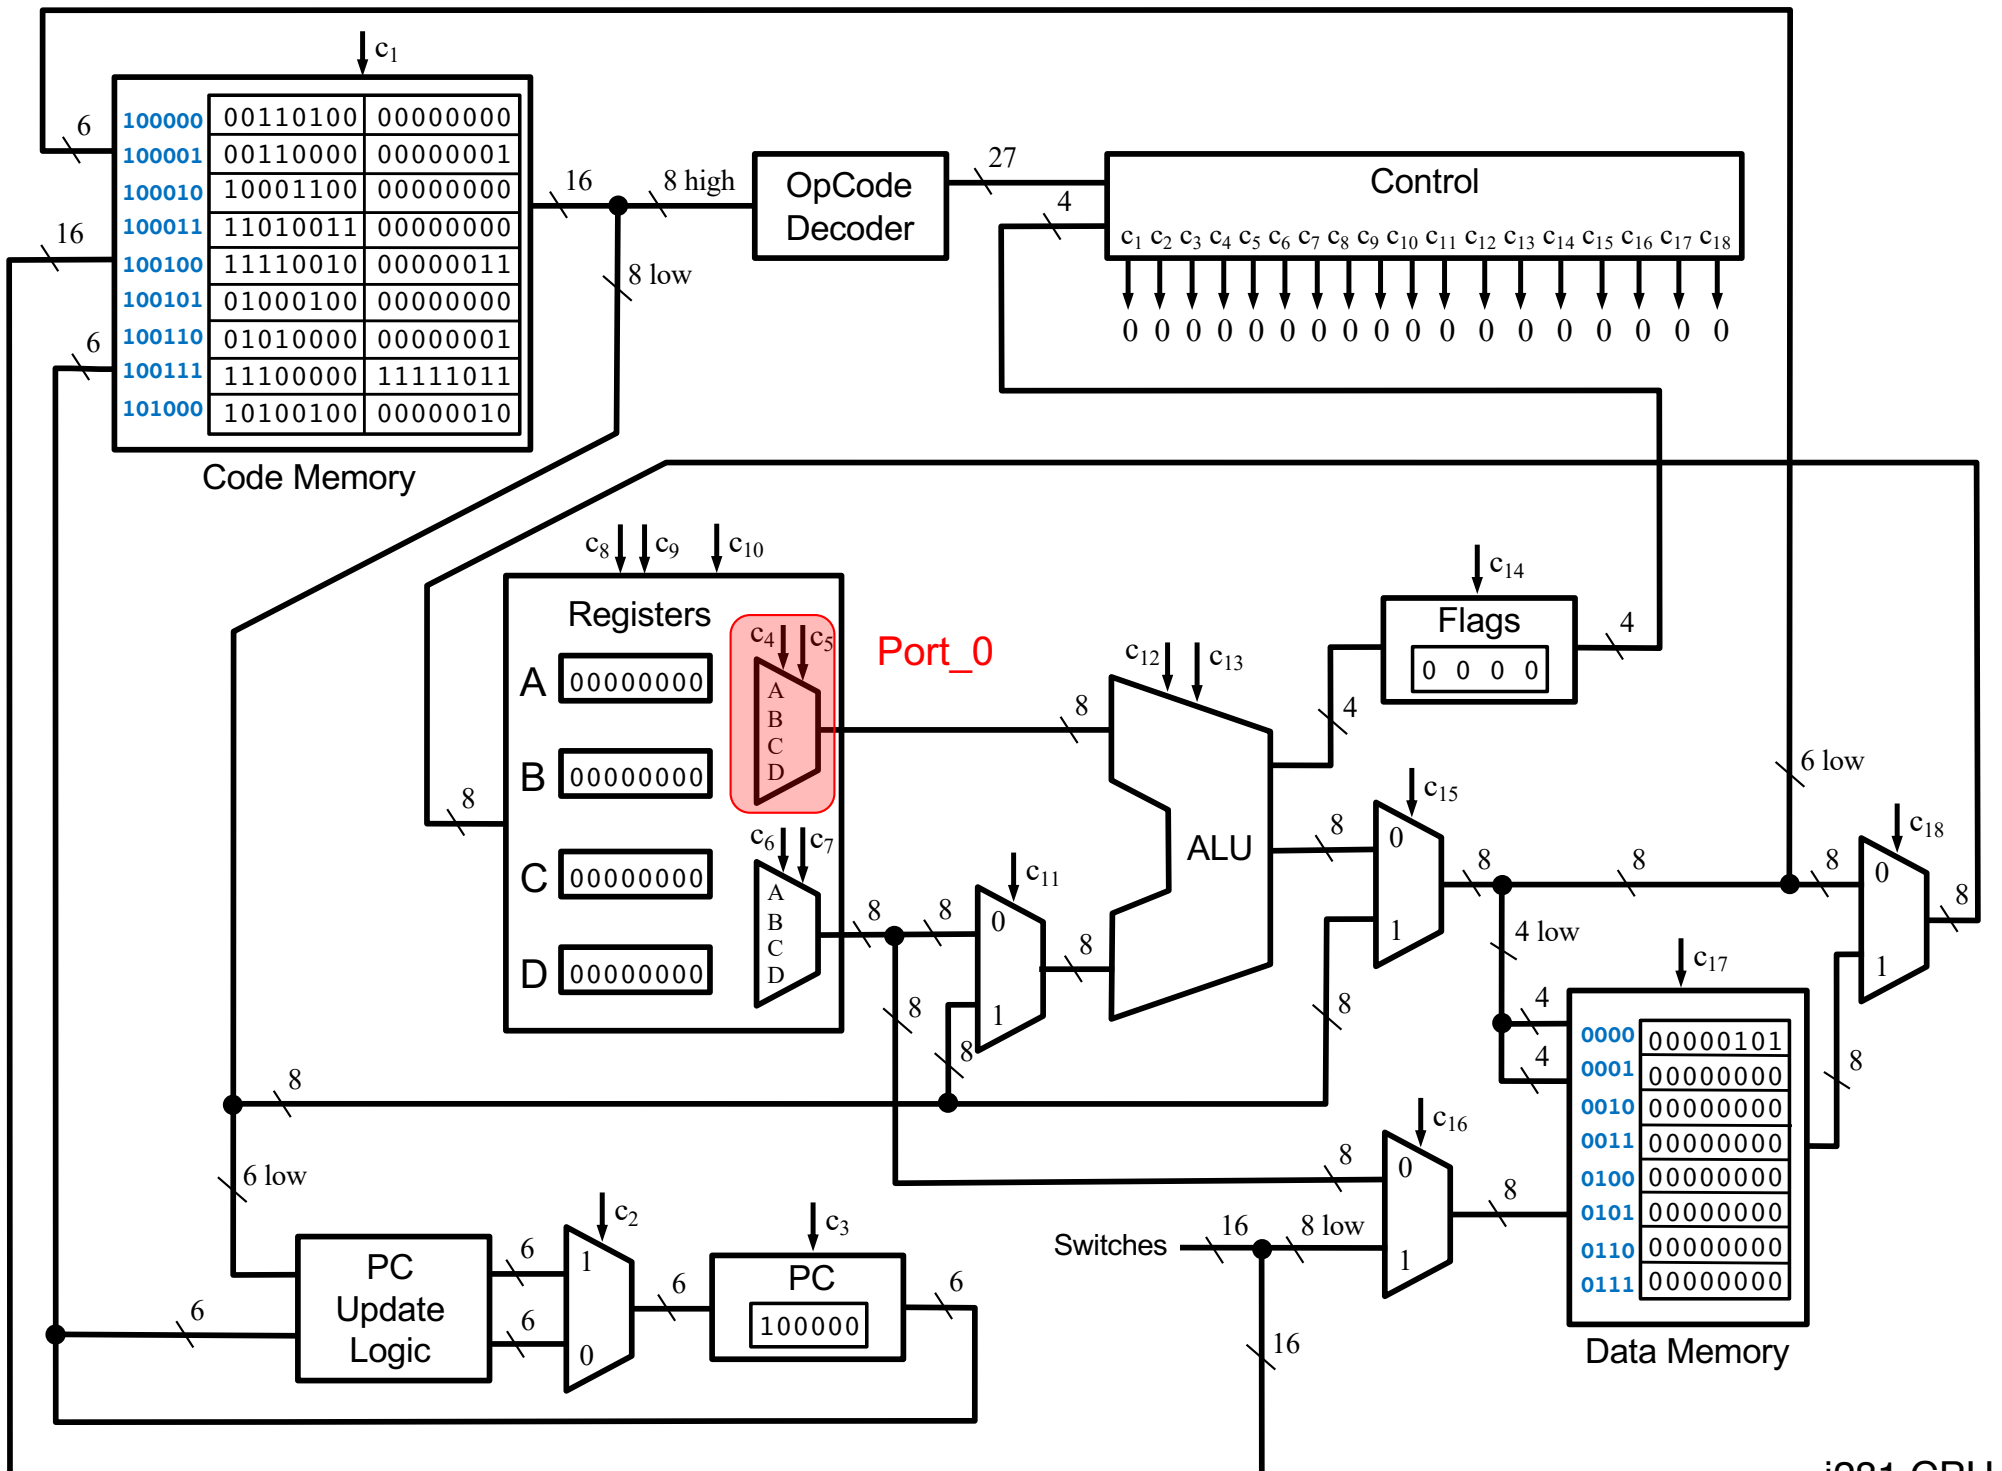 c1
100000 00110100 00000000
100001 00110000 00000001
100010 10001100 00000000
100011 11010011 00000000
100100 11110010 00000011
100101 01000100 00000000
100110 01010000 00000001
100111 11100000 11111011
101000 10100100 00000010
Code Memory
6
16
6
16
8 high
8 low
OpCode
Decoder
27
4
Control
c1 c2 c3 c4 c5 c6 c7 c8 c9 c10 c11 c12 c13 c14 c15 c16 c17 c18
0 0 0 0 0 0 0 0 0 0 0 0 0 0 0 0 0 0
c8 c9 c10
Registers
A 00000000
B 00000000
C 00000000
D 00000000
c4 c5
A
B
C
D
Port_0
c6 c7
A
B
C
D
8
8
8
8
8
c11
0
1
8
8
c12 c13
ALU
c14
Flags
0 0 0 0
4
4
8
c15
0
1
8
8
8
8
6 low
8
c18
0
1
8
4 low
4
4
c17
0000 00000101
0001 00000000
0010 00000000
0011 00000000
0100 00000000
0101 00000000
0110 00000000
0111 00000000
Data Memory
8
8
c16
0
1
8
8
Switches
16
8 low
16
6 low
6
PC
Update
Logic
6
6
c2
1
0
6
c3
PC
100000
6